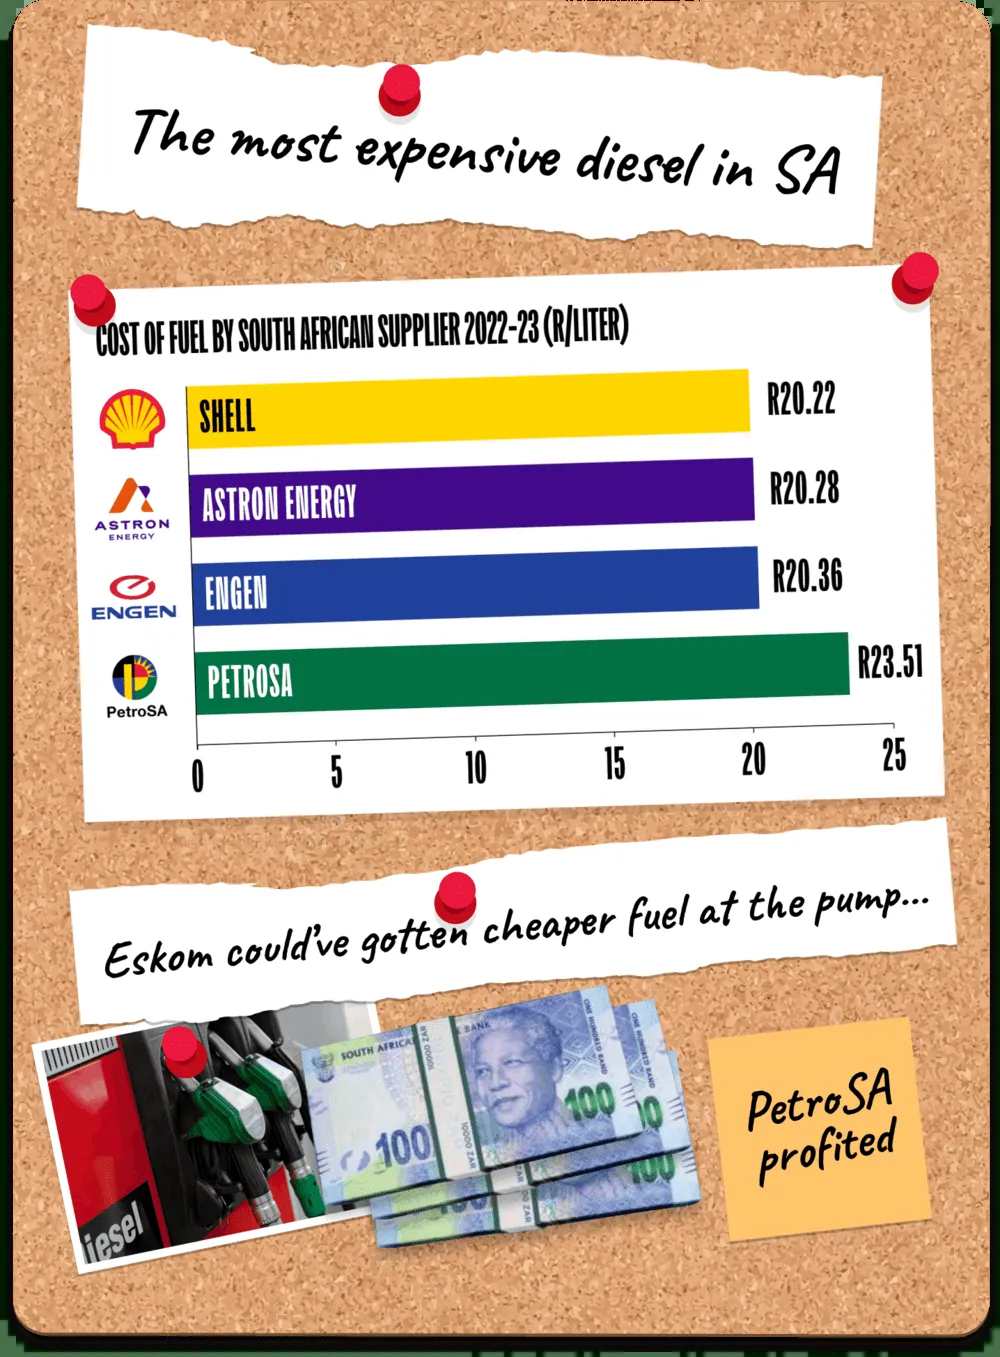 The most expensive diesel in SA
COST OF FUEL BY SOUTH AFRICAN SUPPLIER 2022-23 (R/LITER)
SHELL
R20.22
ASTRON
ENERGY
ASTRON ENERGY
R20.28
ENGEN
ENGEN
R20.36
PetroSA
PETROSA
R23.51
0 5 10 15 20 25
Eskom could've gotten cheaper fuel at the pump...
iesel
SOUTH AFRICA
10000 ZAR
BANK
ONE HUNDRED RAND
100
100
10000 ZAR
100
PetroSA
profited